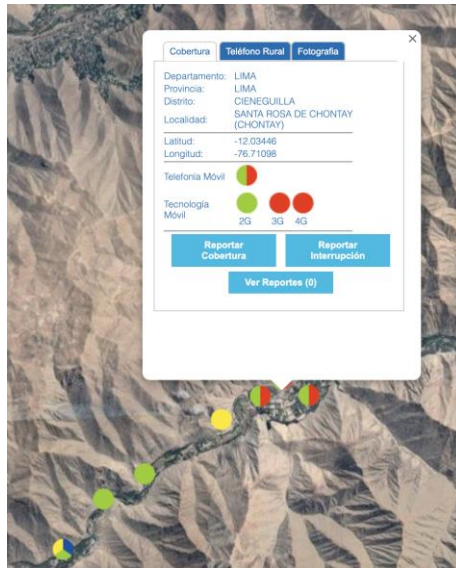 ×
Cobertura Teléfono Rural Fotografía
Departamento: LIMA
Provincia: LIMA
Distrito: CIENEGUILLA
Localidad: SANTA ROSA DE CHONTAY
(CHONTAY)
Latitud: -12.03446
Longitud: -76.71098
Telefonía Móvil
Tecnología
Móvil
2G 3G 4G
Reportar
Cobertura
Reportar
Interrupción
Ver Reportes (0)